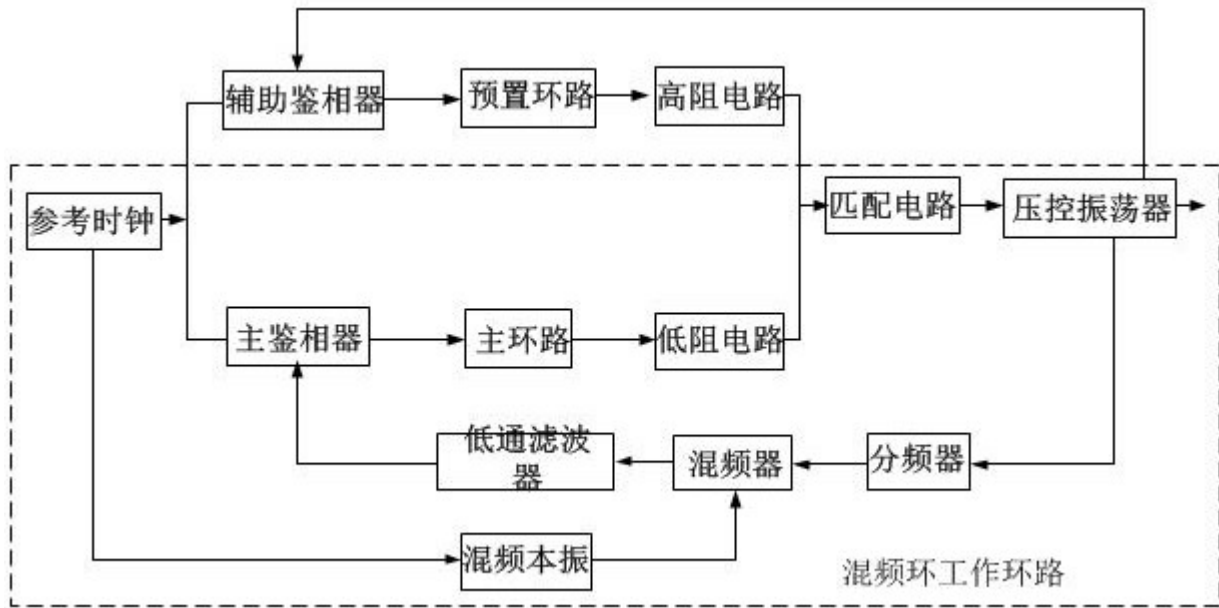 辅助鉴相器
预置环路
高阻电路
参考时钟
匹配电路
压控振荡器
主鉴相器
主环路
低阻电路
低通滤波
器
混频器
分频器
混频本振
混频环工作环路